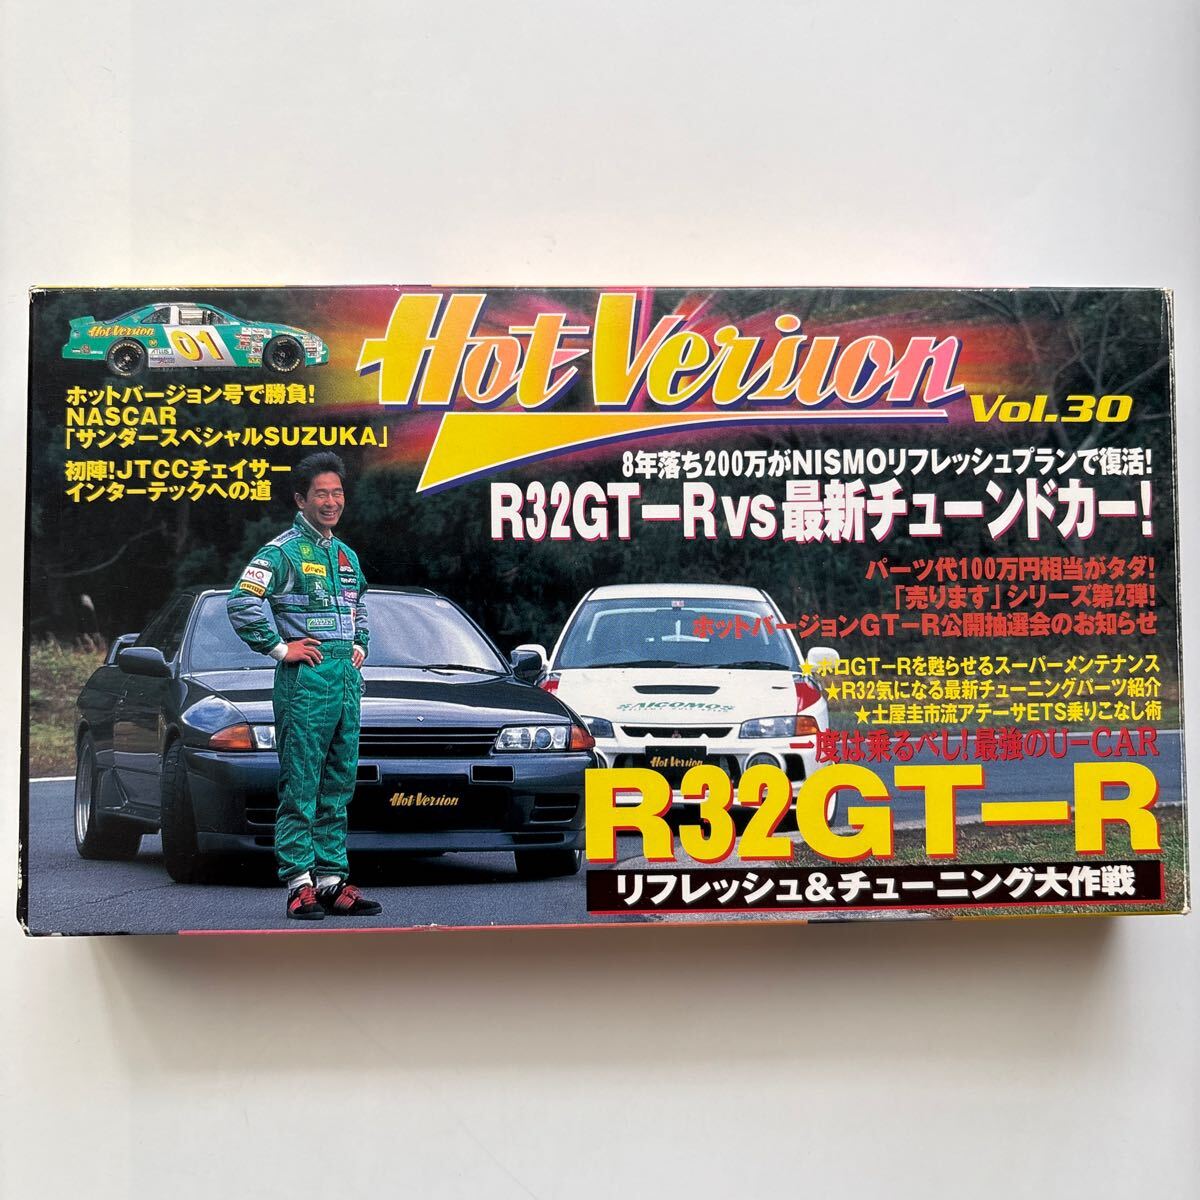 Hot Version
Vol.30
Hot Version
01
ホットバージョン号で勝負!
NASCAR
「サンダースペシャルSUZUKA」
初陣!JTCCチェイサー
インターテックへの道
8年落ち200万がNISMOリフレッシュプランで復活!
R32GT-R vs 最新チューンドカー!
パーツ代100万円相当がタダ!
「売ります」シリーズ第2弾!
ホットバージョンGT-R公開抽選会のお知らせ
★ボロGT-Rを甦らせるスーパーメンテナンス
★R32気になる最新チューニングパーツ紹介
★土屋圭市流アテーサETS乗りこなし術
一度は乗るべし!最強のU-CAR
R32GT-R
リフレッシュ&チューニング大作戦
MO
SAIGOMOS
Hot Version
Hot Version